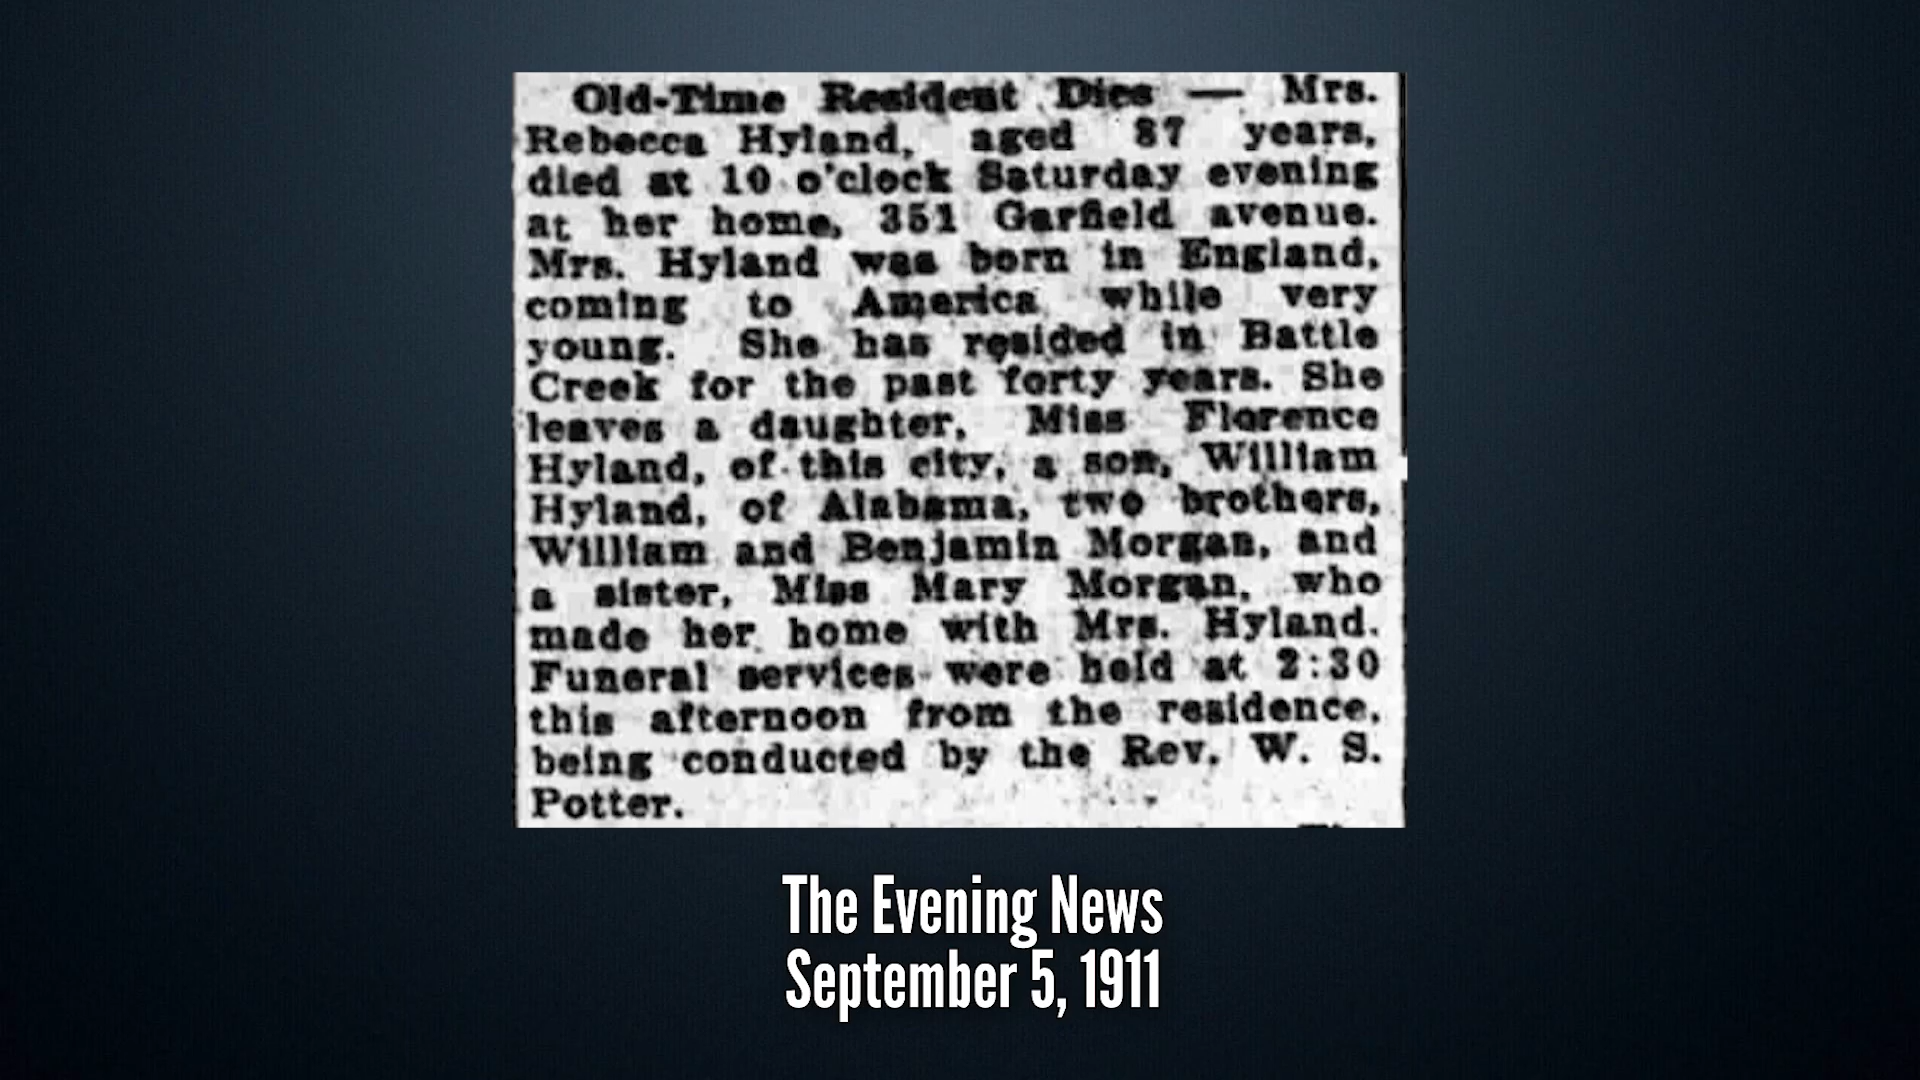 Old-Time Resident Dies — Mrs.
Rebecca Hyland, aged 87 years,
died at 10 o'clock Saturday evening
at her home, 351 Garfield avenue.
Mrs. Hyland was born in England,
coming to America while very
young. She has resided in Battle
Creek for the past forty years. She
leaves a daughter, Miss Florence
Hyland, of this city, a son, William
Hyland, of Alabama, two brothers,
William and Benjamin Morgan, and
a sister, Miss Mary Morgan, who
made her home with Mrs. Hyland.
Funeral services were held at 2:30
this afternoon from the residence,
being conducted by the Rev. W. S.
Potter.
The Evening News
September 5, 1911